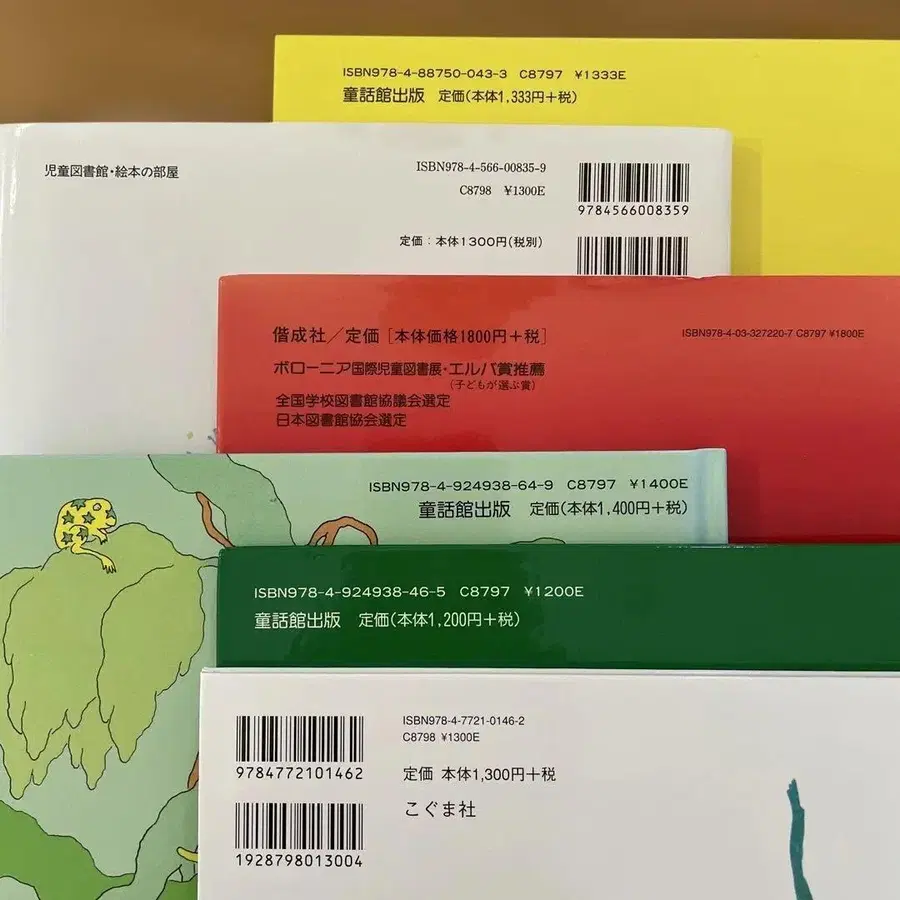 ISBN978-4-88750-043-3 C8797 ¥1333E
童話館出版 定価(本体1,333円+税)
児童図書館・絵本の部屋
ISBN978-4-566-00835-9
C8798 ¥1300E
9784566008359
定価:本体1300円(税別)
偕成社/定価[本体価格1800円+税]
ISBN978-4-03-327220-7 C8797 ¥1800E
ボローニア国際児童図書展・エルバ賞推薦
(子どもが選ぶ賞)
全国学校図書館協議会選定
日本図書館協会選定
ISBN978-4-924938-64-9 C8797 ¥1400E
童話館出版 定価(本体1,400円+税)
ISBN978-4-924938-46-5 C8797 ¥1200E
童話館出版 定価(本体1,200円+税)
9784772101462
1928798013004
ISBN978-4-7721-0146-2
C8798 ¥1300E
定価 本体1,300円+税
こぐま社